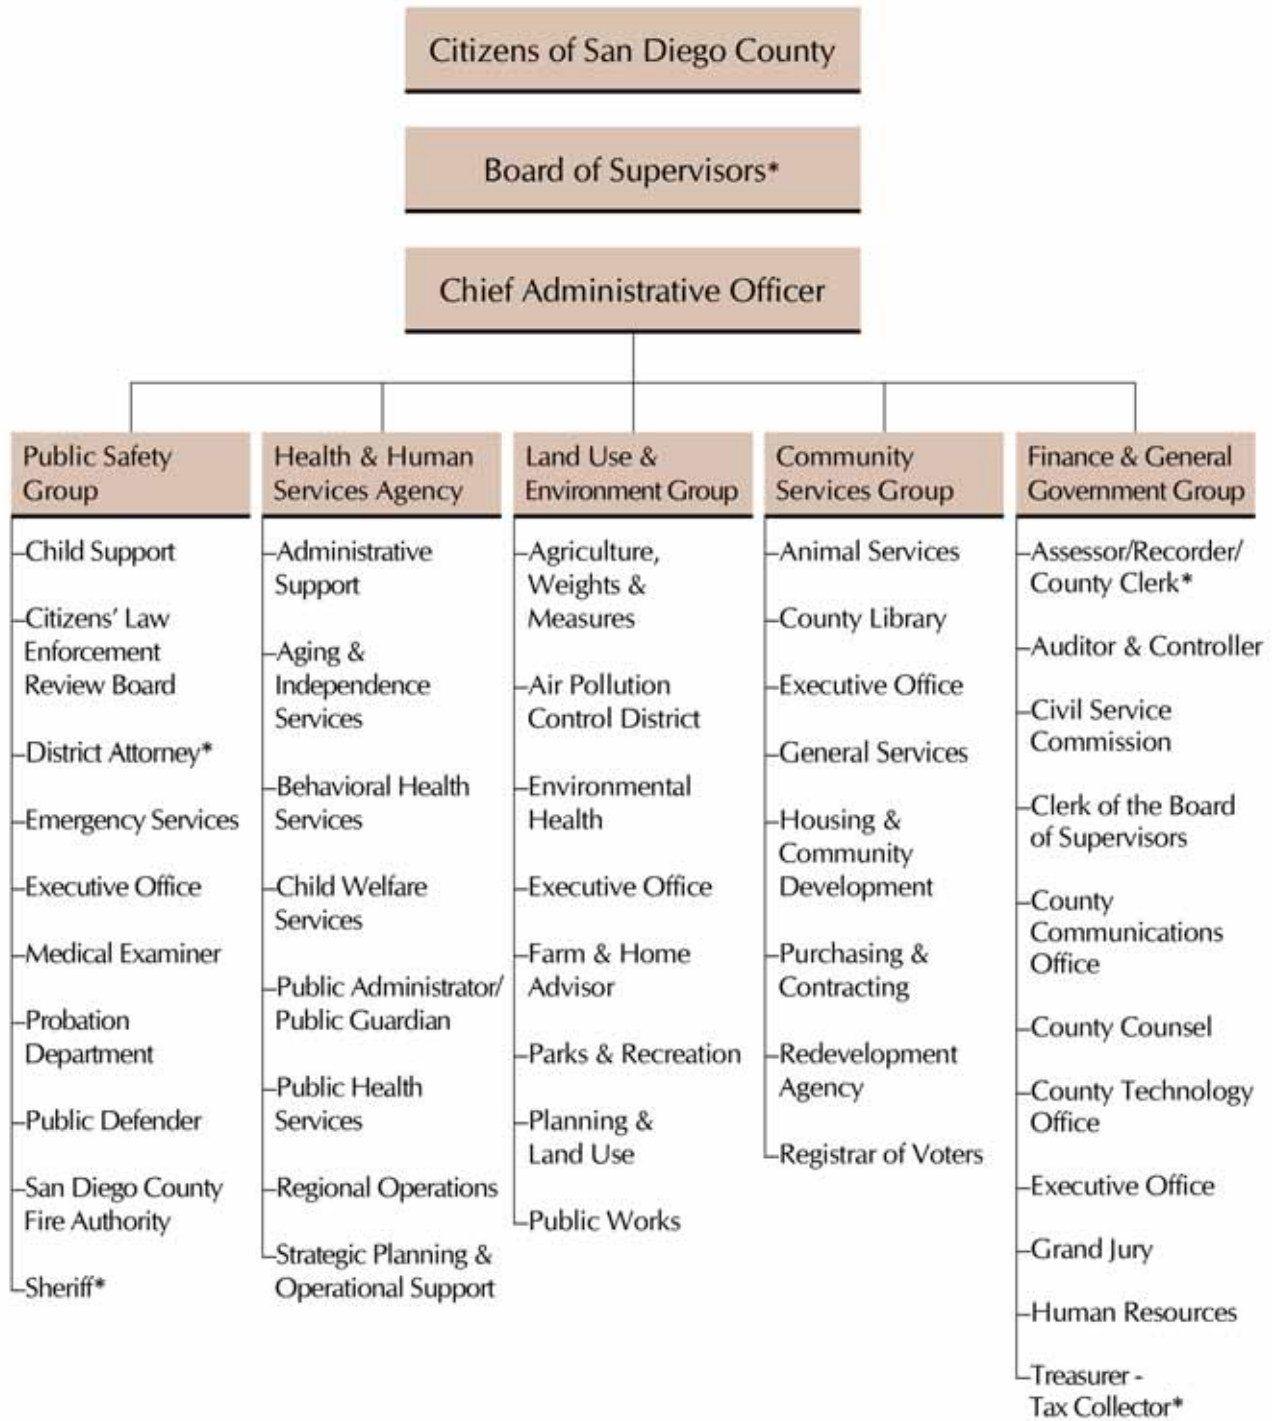 Citizens of San Diego County
Board of Supervisors*
Chief Administrative Officer
Public Safety
Group
Child Support
Citizens’ Law
Enforcement
Review Board
District Attorney*
Emergency Services
Executive Office
Medical Examiner
Probation
Department
Public Defender
San Diego County
Fire Authority
Sheriff*
Health & Human
Services Agency
Administrative
Support
Aging &
Independence
Services
Behavioral Health
Services
Child Welfare
Services
Public Administrator/
Public Guardian
Public Health
Services
Regional Operations
Strategic Planning &
Operational Support
Land Use &
Environment Group
Agriculture,
Weights &
Measures
Air Pollution
Control District
Environmental
Health
Executive Office
Farm & Home
Advisor
Parks & Recreation
Planning &
Land Use
Public Works
Community
Services Group
Animal Services
County Library
Executive Office
General Services
Housing &
Community
Development
Purchasing &
Contracting
Redevelopment
Agency
Registrar of Voters
Finance & General
Government Group
Assessor/Recorder/
County Clerk*
Auditor & Controller
Civil Service
Commission
Clerk of the Board
of Supervisors
County
Communications
Office
County Counsel
County Technology
Office
Executive Office
Grand Jury
Human Resources
Treasurer -
Tax Collector*